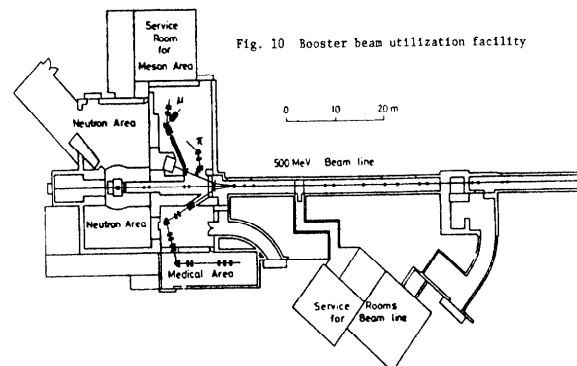 Service
Room
for
Meson Area
Fig. 10 Booster beam utilization facility
0 10 20 m
μ
Neutron Area
π
500 MeV Beam line
Neutron Area
Medical Area
Service Rooms
for Beam line